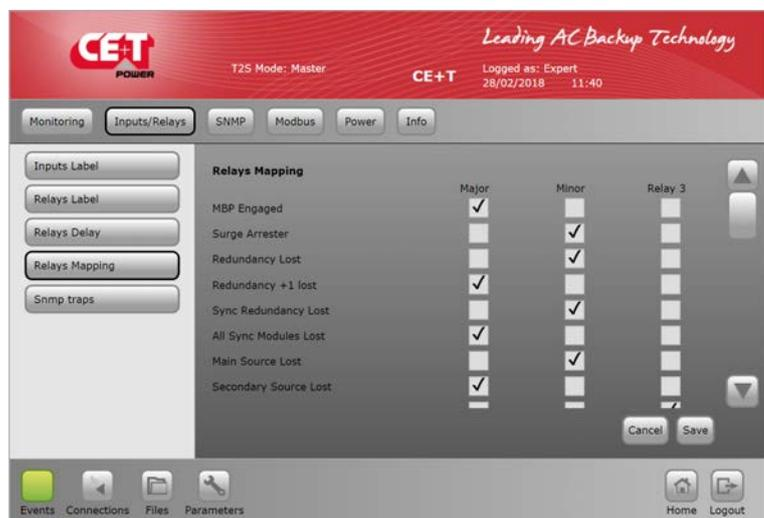 Leading AC Backup Technology
CE+T
POWER
T2S Mode: Master
CE+T
Logged as: Expert
28/02/2018 11:40
Monitoring Inputs/Relays SNMP Modbus Power Info
Inputs Label
Relays Label
Relays Delay
Relays Mapping
Snmp traps
Relays Mapping
Major Minor Relay 3
MBP Engaged
Surge Arrester
Redundancy Lost
Redundancy +1 lost
Sync Redundancy Lost
All Sync Modules Lost
Main Source Lost
Secondary Source Lost
Cancel Save
Events Connections Files Parameters Home Logout